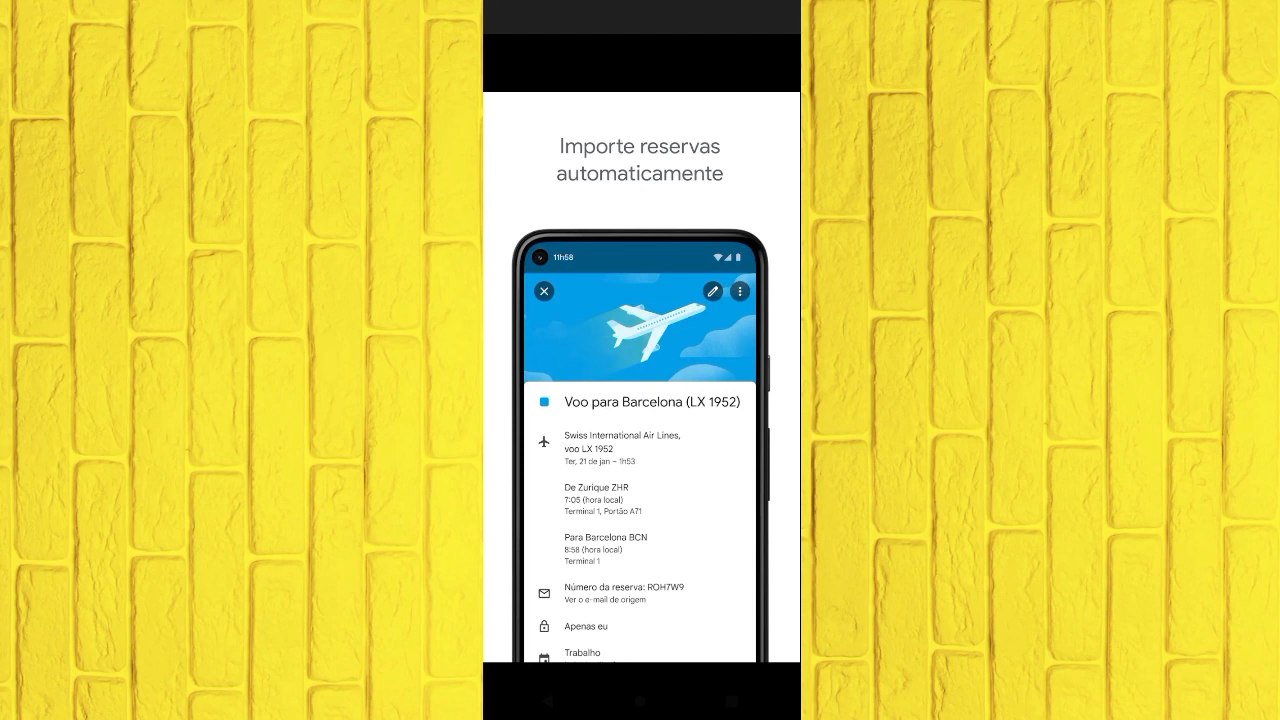 Importe reservas
automaticamente
11h58
Voo para Barcelona (LX 1952)
Swiss International Air Lines,
voo LX 1952
Ter, 21 de jan – 1h53
De Zurique ZHR
7:05 (hora local)
Terminal 1, Portão A71
Para Barcelona BCN
8:58 (hora local)
Terminal 1
Número da reserva: ROH7W9
Ver o e-mail de origem
Apenas eu
Trabalho